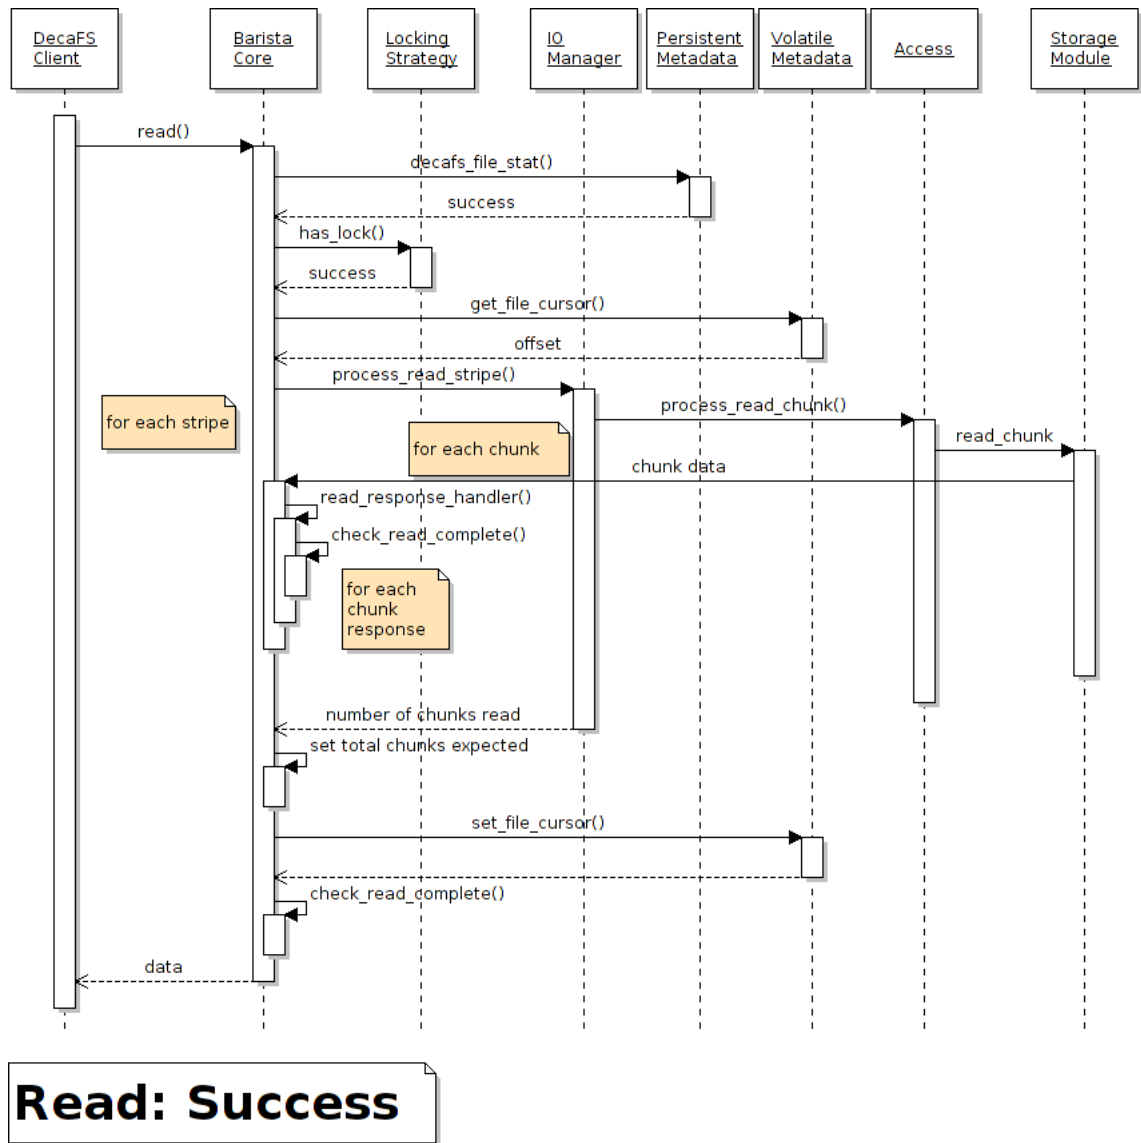 DecaFS
Client
Barista
Core
Locking
Strategy
IO
Manager
Persistent
Metadata
Volatile
Metadata
Access
Storage
Module
read()
decafs_file_stat()
success
has_lock()
success
get_file_cursor()
offset
process_read_stripe()
for each stripe
process_read_chunk()
for each chunk
read_chunk
chunk data
read_response_handler()
check_read_complete()
for each
chunk
response
number of chunks read
set total chunks expected
set_file_cursor()
check_read_complete()
data
Read: Success